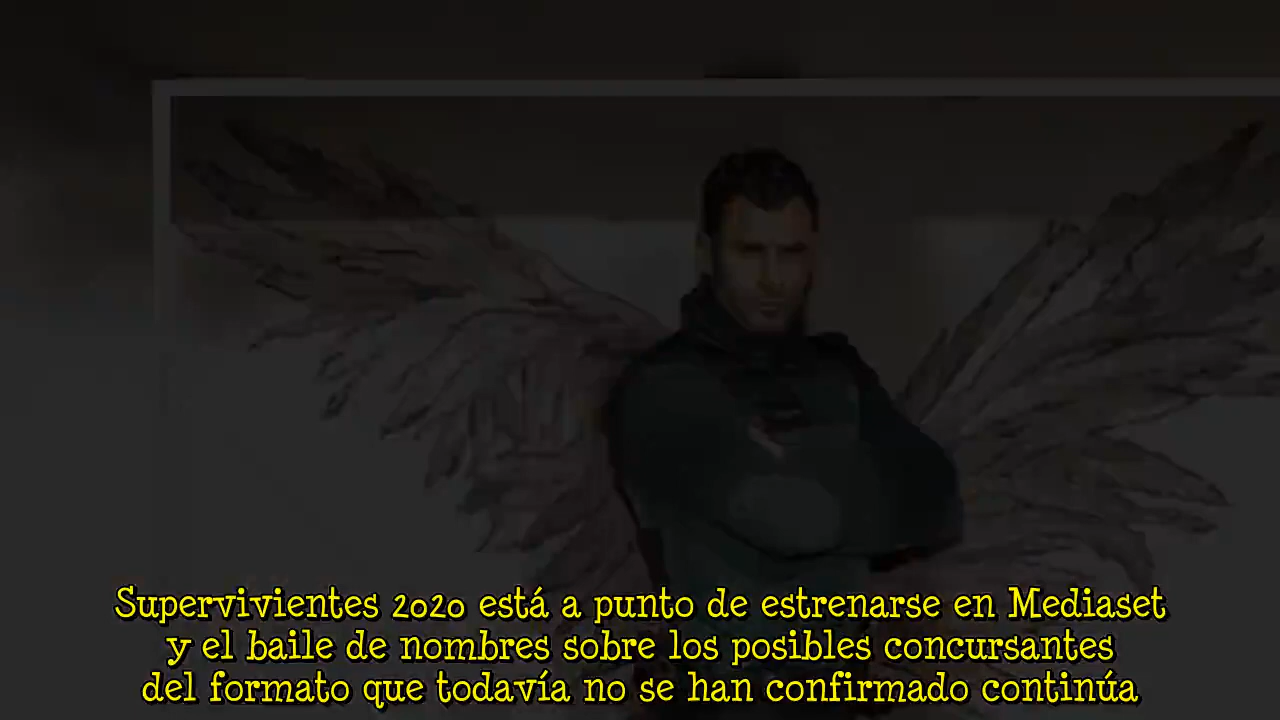 Supervivientes 2020 está a punto de estrenarse en Mediaset
y el baile de nombres sobre los posibles concursantes
del formato que todavía no se han confirmado continúa